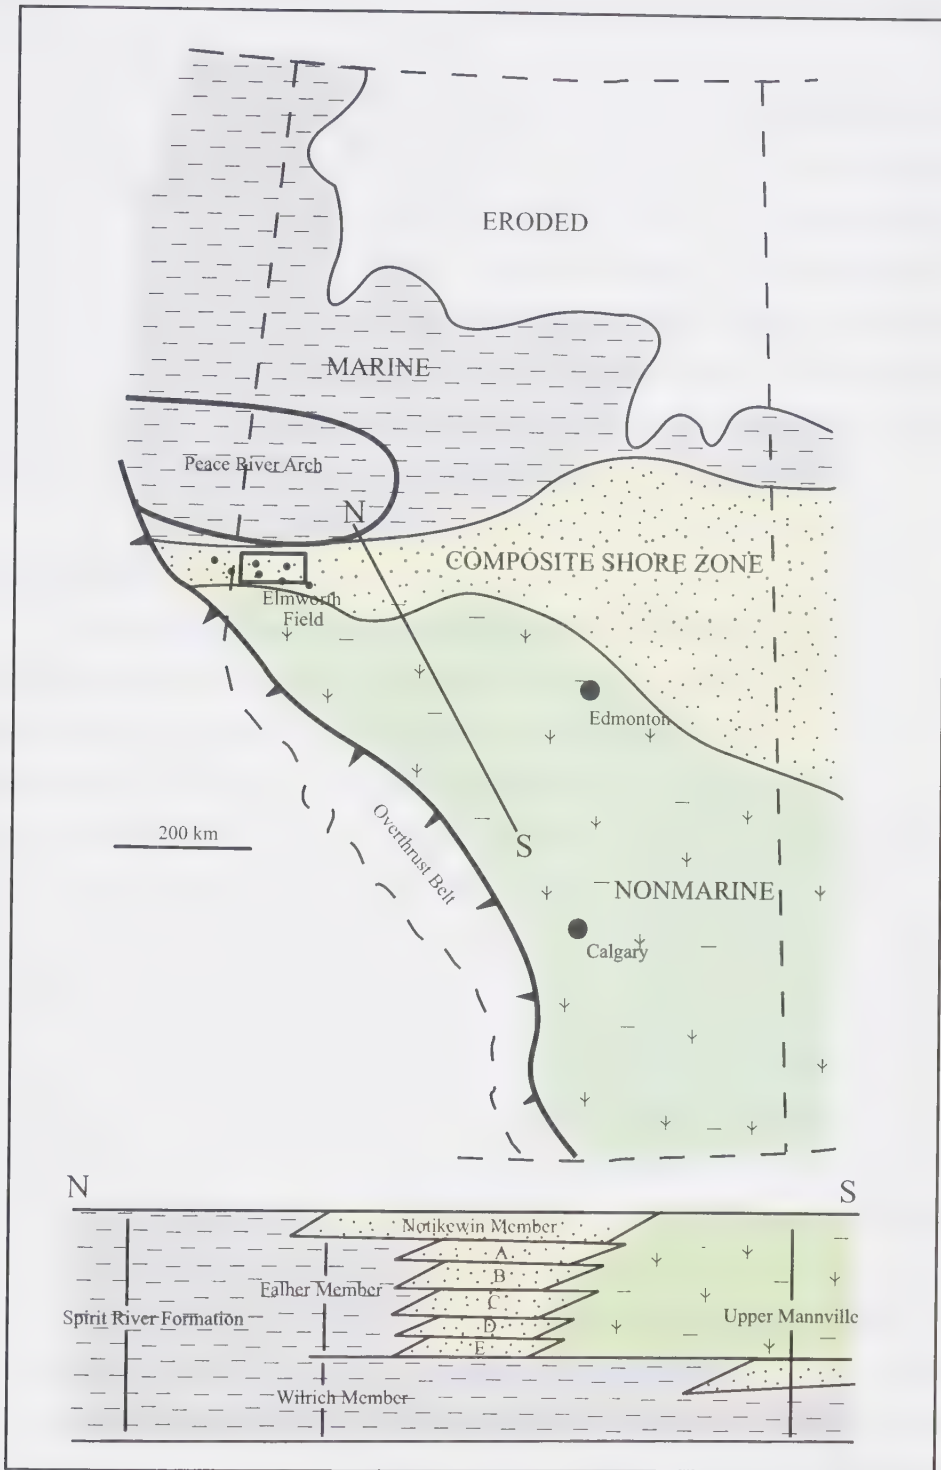 ERODED
MARINE
Peace River Arch
N
COMPOSITE SHORE ZONE
Elmworth
Field
Edmonton
200 km
Overthrust Belt
S
NONMARINE
Calgary
N
S
Notikewin Member
A
B
Falher Member
C
Spirit River Formation
Upper Mannville
D
E
Wilrich Member